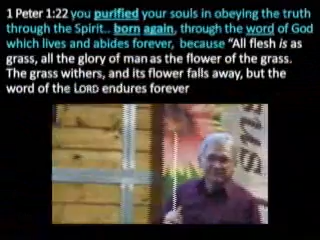 1 Peter 1:22 you purified your souls in obeying the truth
through the Spirit.. born again, through the word of God
which lives and abides forever,  because “All flesh is as
grass, all the glory of man as the flower of the grass.
The grass withers, and its flower falls away, but the
word of the LORD endures forever